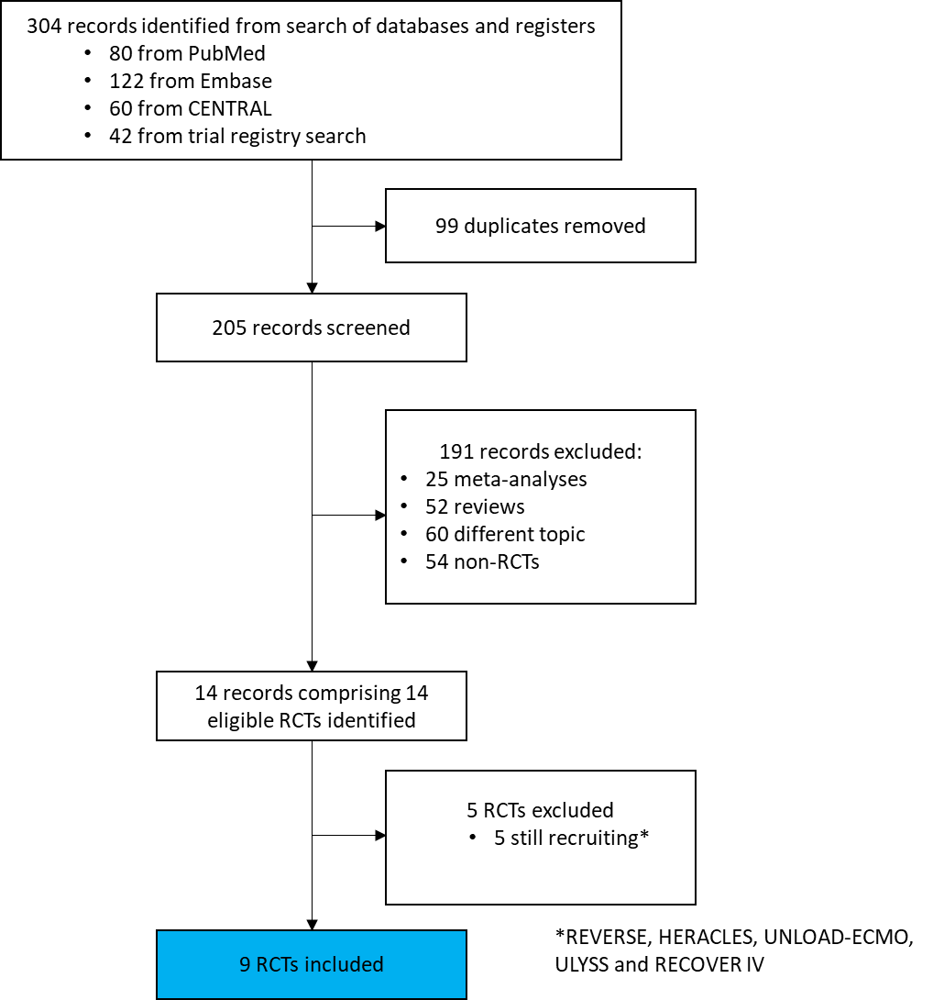 304 records identified from search of databases and registers
• 80 from PubMed
• 122 from Embase
• 60 from CENTRAL
• 42 from trial registry search
99 duplicates removed
205 records screened
191 records excluded:
• 25 meta-analyses
• 52 reviews
• 60 different topic
• 54 non-RCTs
14 records comprising 14
eligible RCTs identified
5 RCTs excluded
• 5 still recruiting*
9 RCTs included
*REVERSE, HERACLES, UNLOAD-ECMO,
ULYSS and RECOVER IV